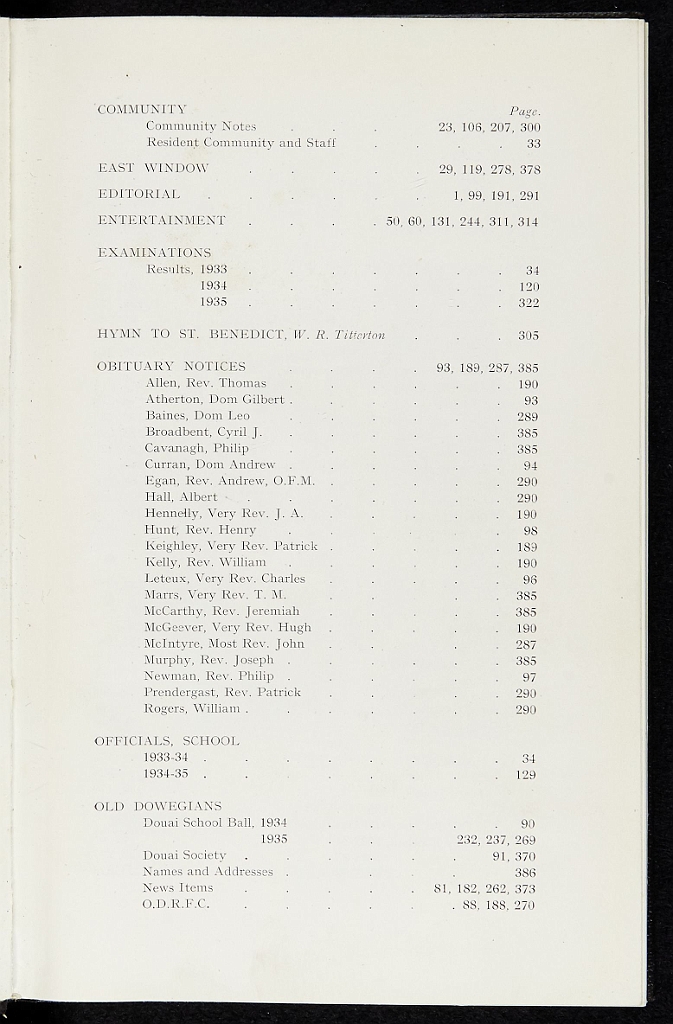 COMMUNITY Page.
Community Notes . . . 23, 106, 207, 300
Resident Community and Staff . . . . 33
EAST WINDOW . . . . . 29, 119, 278, 378
EDITORIAL . . . . . . 1, 99, 191, 291
ENTERTAINMENT . . . . 50, 60, 131, 244, 311, 314
EXAMINATIONS
Results, 1933 . . . . . . . 34
1934 . . . . . . . 120
1935 . . . . . . . 322
HYMN TO ST. BENEDICT, W. R. Titterton . . . 305
OBITUARY NOTICES . . . . 93, 189, 287, 385
Allen, Rev. Thomas . . . . . . 190
Atherton, Dom Gilbert . . . . . . 93
Baines, Dom Leo . . . . . . 289
Broadbent, Cyril J. . . . . . . 385
Cavanagh, Philip . . . . . . 385
Curran, Dom Andrew . . . . . . 94
Egan, Rev. Andrew, O.F.M. . . . . . 290
Hall, Albert . . . . . . . 290
Hennelly, Very Rev. J. A. . . . . . 190
Hunt, Rev. Henry . . . . . . 98
Keighley, Very Rev. Patrick . . . . . 189
Kelly, Rev. William . . . . . . 190
Leteux, Very Rev. Charles . . . . . 96
Marrs, Very Rev. T. M. . . . . . 385
McCarthy, Rev. Jeremiah . . . . . 385
McGeever, Very Rev. Hugh . . . . . 190
McIntyre, Most Rev. John . . . . 287
Murphy, Rev. Joseph . . . . . . 385
Newman, Rev. Philip . . . . . . 97
Prendergast, Rev. Patrick . . . . 290
Rogers, William . . . . . . . 290
OFFICIALS, SCHOOL
1933-34 . . . . . . . . 34
1934-35 . . . . . . . 129
OLD DOWEGIANS
Douai School Ball, 1934 . . . . . 90
1935 . . . 232, 237, 269
Douai Society . . . . . . 91, 370
Names and Addresses . . . . 386
News Items . . . . . 81, 182, 262, 373
O.D.R.F.C. . . . . . . 88, 188, 270